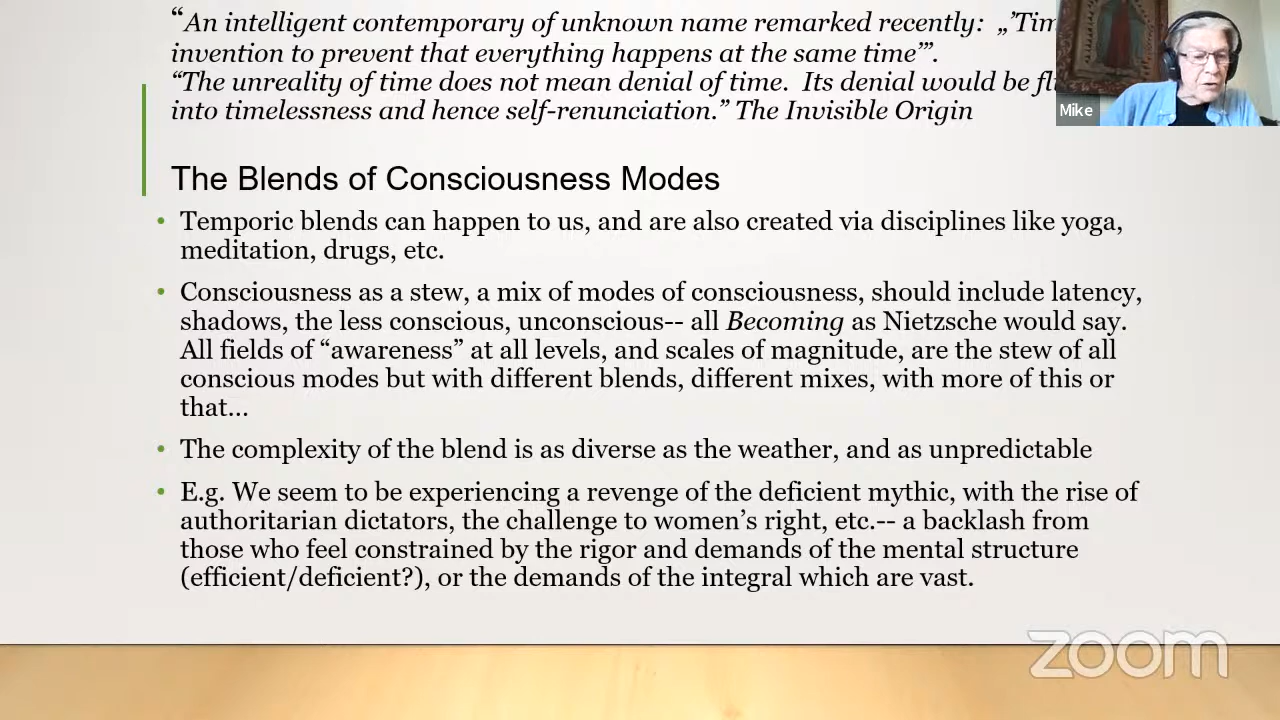 “An intelligent contemporary of unknown name remarked recently: „’Tim
invention to prevent that everything happens at the same time’”.
“The unreality of time does not mean denial of time. Its denial would be
into timelessness and hence self-renunciation.” The Invisible Origin
Mike
The Blends of Consciousness Modes
• Temporic blends can happen to us, and are also created via disciplines like yoga,
meditation, drugs, etc.
• Consciousness as a stew, a mix of modes of consciousness, should include latency,
shadows, the less conscious, unconscious-- all Becoming as Nietzsche would say.
All fields of “awareness” at all levels, and scales of magnitude, are the stew of all
conscious modes but with different blends, different mixes, with more of this or
that…
• The complexity of the blend is as diverse as the weather, and as unpredictable
• E.g. We seem to be experiencing a revenge of the deficient mythic, with the rise of
authoritarian dictators, the challenge to women’s right, etc.-- a backlash from
those who feel constrained by the rigor and demands of the mental structure
(efficient/deficient?), or the demands of the integral which are vast.
zoom